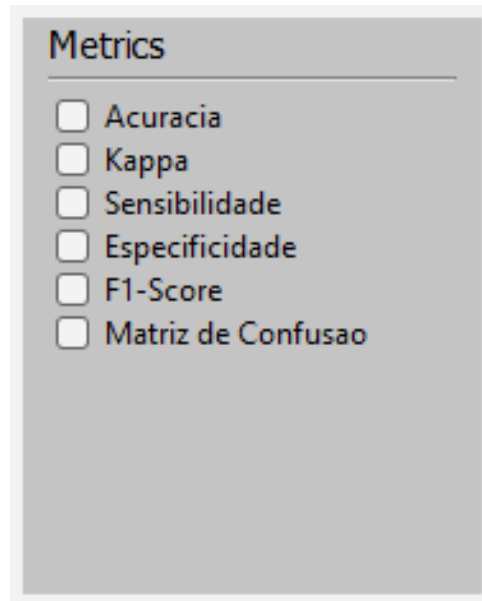 Metrics
Acuracia
Kappa
Sensibilidade
Especificidade
F1-Score
Matriz de Confusao